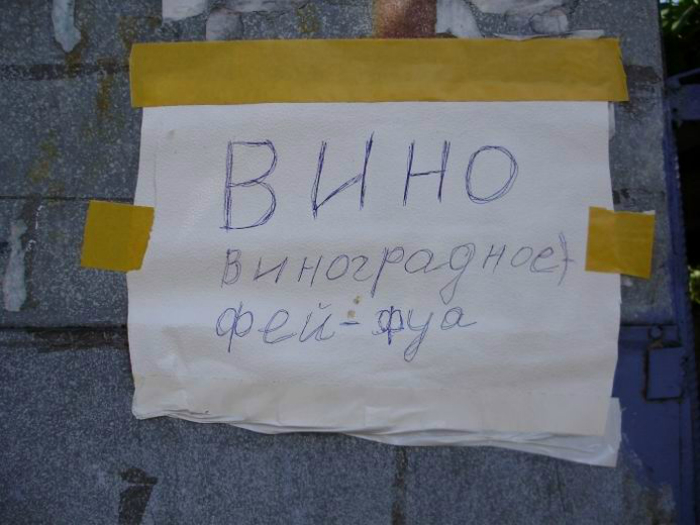 ВИНО
виноградное+
фей-фуа